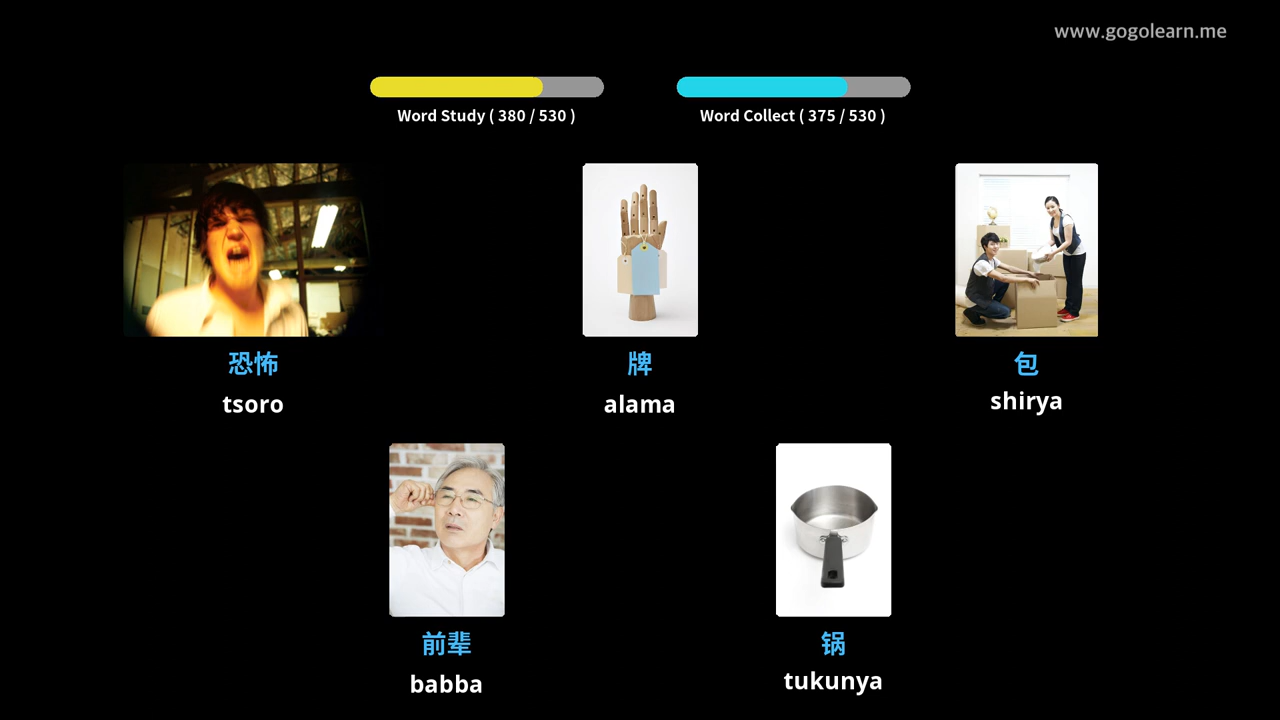 www.gogolearn.me
Word Study ( 380 / 530 )
Word Collect ( 375 / 530 )
恐怖
tsoro
牌
alama
包
shirya
前辈
babba
锅
tukunya